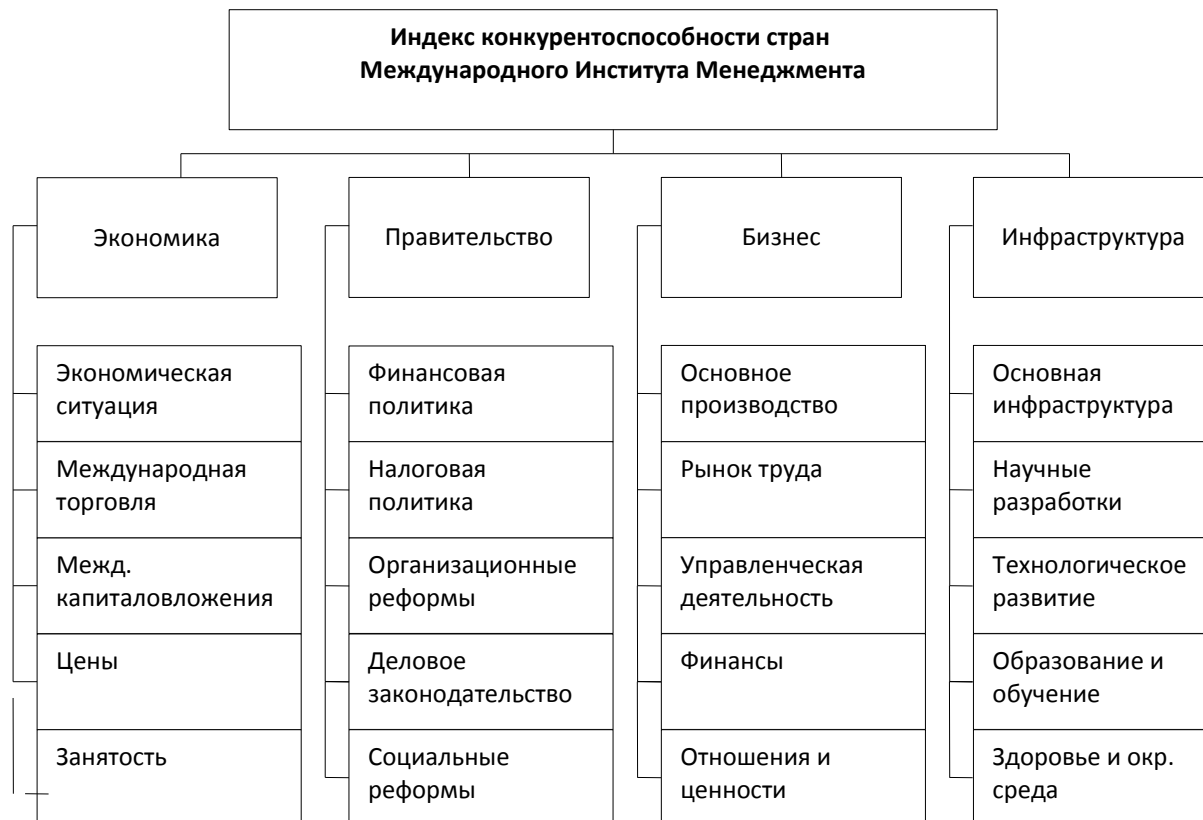 Индекс конкурентоспособности стран
Международного Института Менеджмента
Экономика
Правительство
Бизнес
Инфраструктура
Экономическая
ситуация
Международная
торговля
Межд.
капиталовложения
Цены
Занятость
Финансовая
политика
Налоговая
политика
Организационные
реформы
Деловое
законодательство
Социальные
реформы
Основное
производство
Рынок труда
Управленческая
деятельность
Финансы
Отношения и
ценности
Основная
инфраструктура
Научные
разработки
Технологическое
развитие
Образование и
обучение
Здоровье и окр.
среда